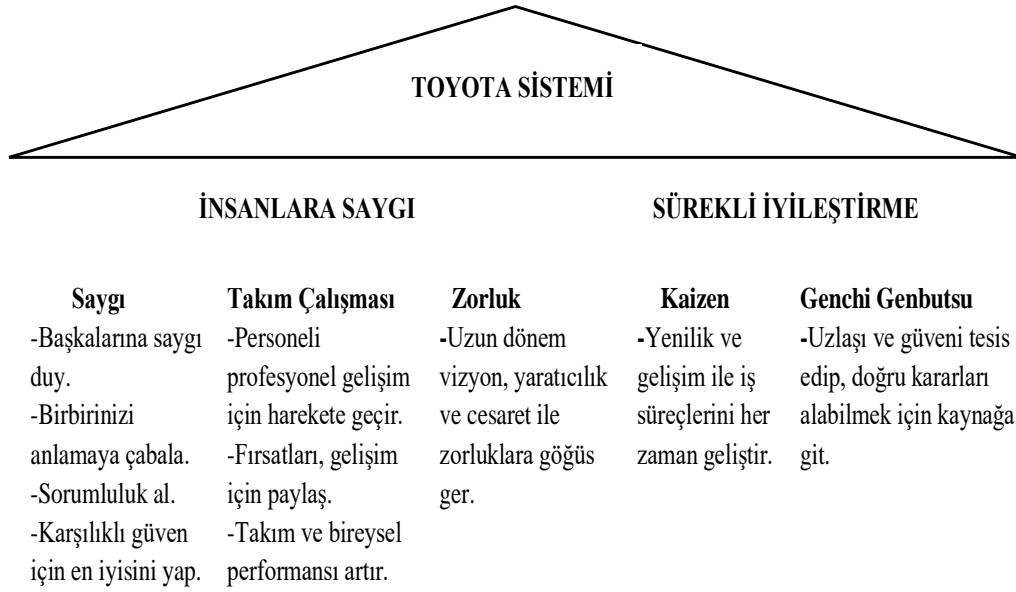 TOYOTA SİSTEMİ
İNSANLARA SAYGI
SÜREKLİ İYİLEŞTİRME
Saygı
-Başkalarına saygı
duy.
-Birbirinizi
anlamaya çabala.
-Sorumluluk al.
-Karşılıklı güven
için en iyisini yap.
Takım Çalışması
-Personeli
profesyonel gelişim
için harekete geçir.
-Fırsatları, gelişim
için paylaş.
-Takım ve bireysel
performansı artır.
Zorluk
-Uzun dönem
vizyon, yaratıcılık
ve cesaret ile
zorluklara göğüs
ger.
Kaizen
-Yenilik ve
gelişim ile iş
süreçlerini her
zaman geliştir.
Genchi Genbutsu
-Uzlaşı ve güveni tesis
edip, doğru kararları
alabilmek için kaynağa
git.